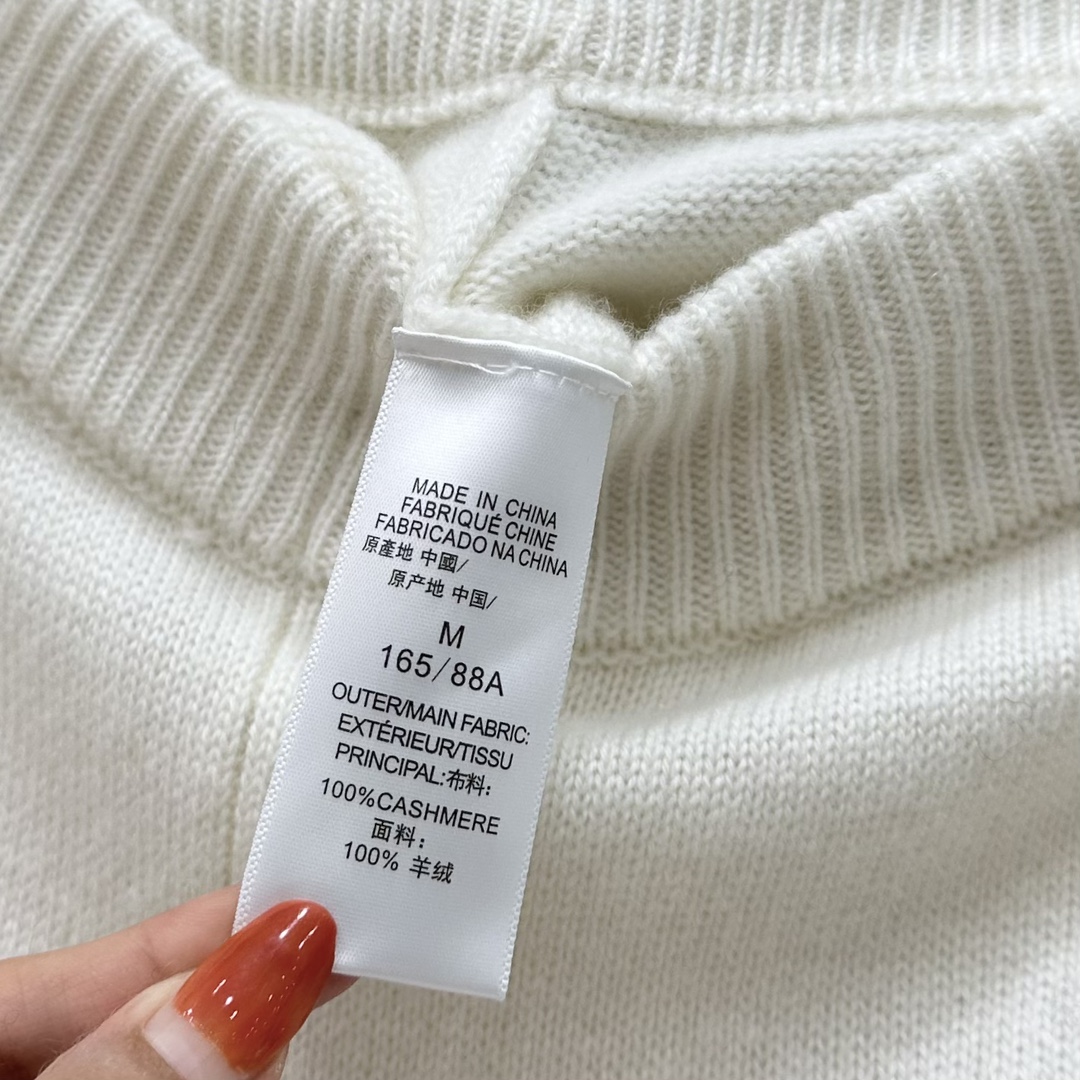 MADE IN CHINA
FABRIQUÉ CHINE
FABRICADO NA CHINA
原產地 中國/
原产地 中国/
M
165/88A
OUTER/MAIN FABRIC:
EXTÉRIEUR/TISSU
PRINCIPAL:布料:
100%CASHMERE
面料:
100% 羊绒